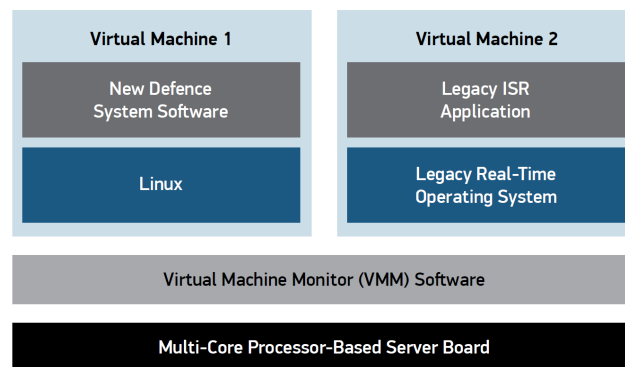 Virtual Machine 1
New Defence
System Software
Linux
Virtual Machine 2
Legacy ISR
Application
Legacy Real-Time
Operating System
Virtual Machine Monitor (VMM) Software
Multi-Core Processor-Based Server Board